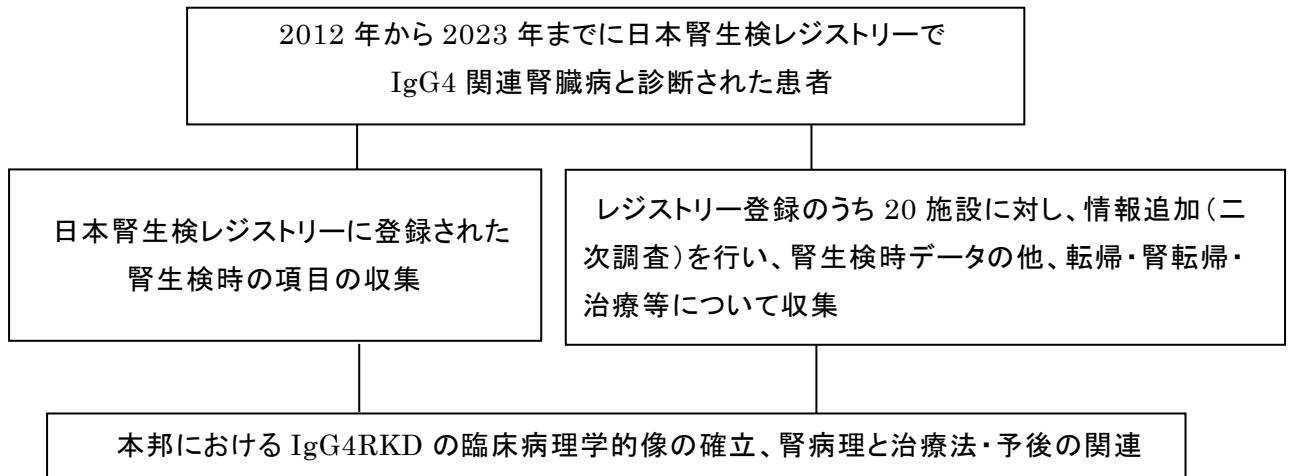 2012 年から 2023 年までに日本腎生検レジストリーで
IgG4 関連腎臓病と診断された患者
日本腎生検レジストリーに登録された
腎生検時の項目の収集
レジストリー登録のうち 20 施設に対し、情報追加（二
次調査）を行い、腎生検時データの他、転帰・腎転帰・
治療等について収集
本邦における IgG4RKD の臨床病理学的像の確立、腎病理と治療法・予後の関連